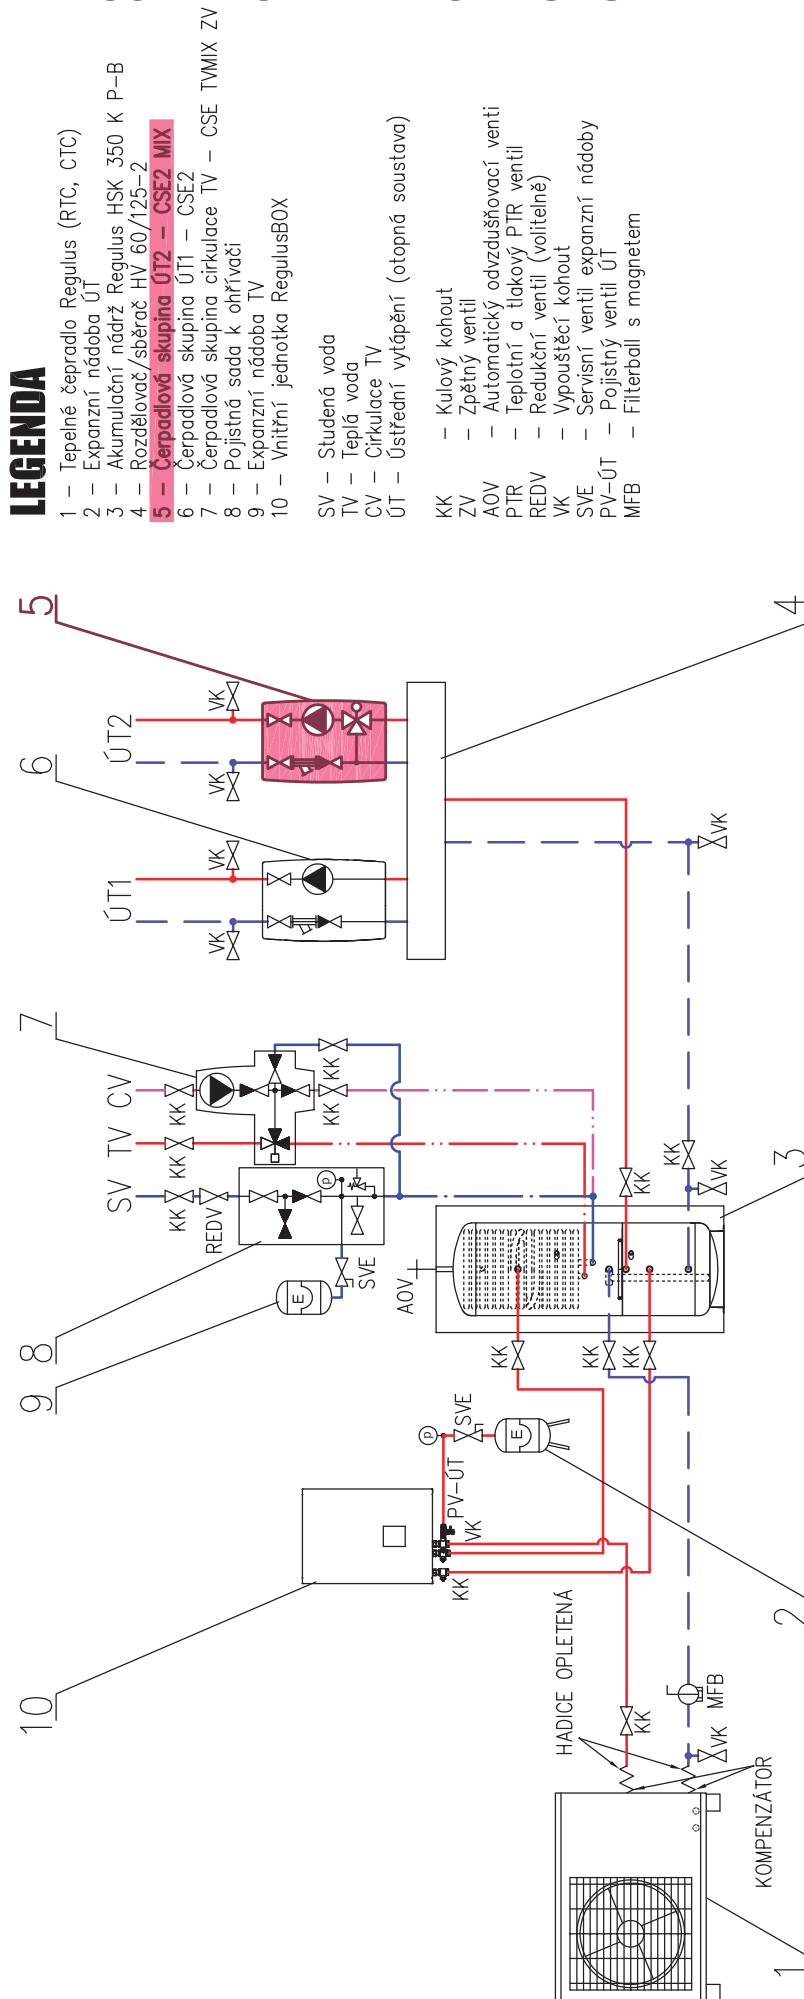 LEGENDA
1 – Tepelné čepradlo Regulus (RTC, CTC)
2 – Expanzní nádoba ÚT
3 – Akumulační nádrž Regulus HSK 350 K P–B
4 – Rozdělovač/sběrač HV 60/125–2
5 – Čerpadlová skupina ÚT2 – CSE2 MIX
6 – Čerpadlová skupina ÚT1 – CSE2
7 – Čerpadlová skupina cirkulace TV – CSE TVMIX ZV
8 – Pojistná sada k ohřívači
9 – Expanzní nádoba TV
10 – Vnitřní jednotka RegulusBOX
SV – Studená voda
TV – Teplá voda
CV – Cirkulace TV
ÚT – Ústřední vytápění (otopná soustava)
KK – Kulový kohout
ZV – Zpětný ventil
AOV – Automatický odvzdušňovací venti
PTR – Teplotní a tlakový PTR ventil
REDV – Redukční ventil (volitelně)
VK – Vypouštěcí kohout
SVE – Servisní ventil expanzní nádoby
PV–ÚT – Pojistný ventil ÚT
MFB – Filterball s magnetem
10
9
8
7
6
5
SV
TV
CV
ÚT1
ÚT2
KK
KK
KK
REDV
VK
VK
VK
VK
p
KK
KK
E
SVE
AOV
p
SVE
E
PV–ÚT
VK
KK
KK
KK
KK
KK
KK
VK
VK
HADICE OPLETENÁ
KK
MFB
VK
KOMPENZÁTOR
1
2
3
4